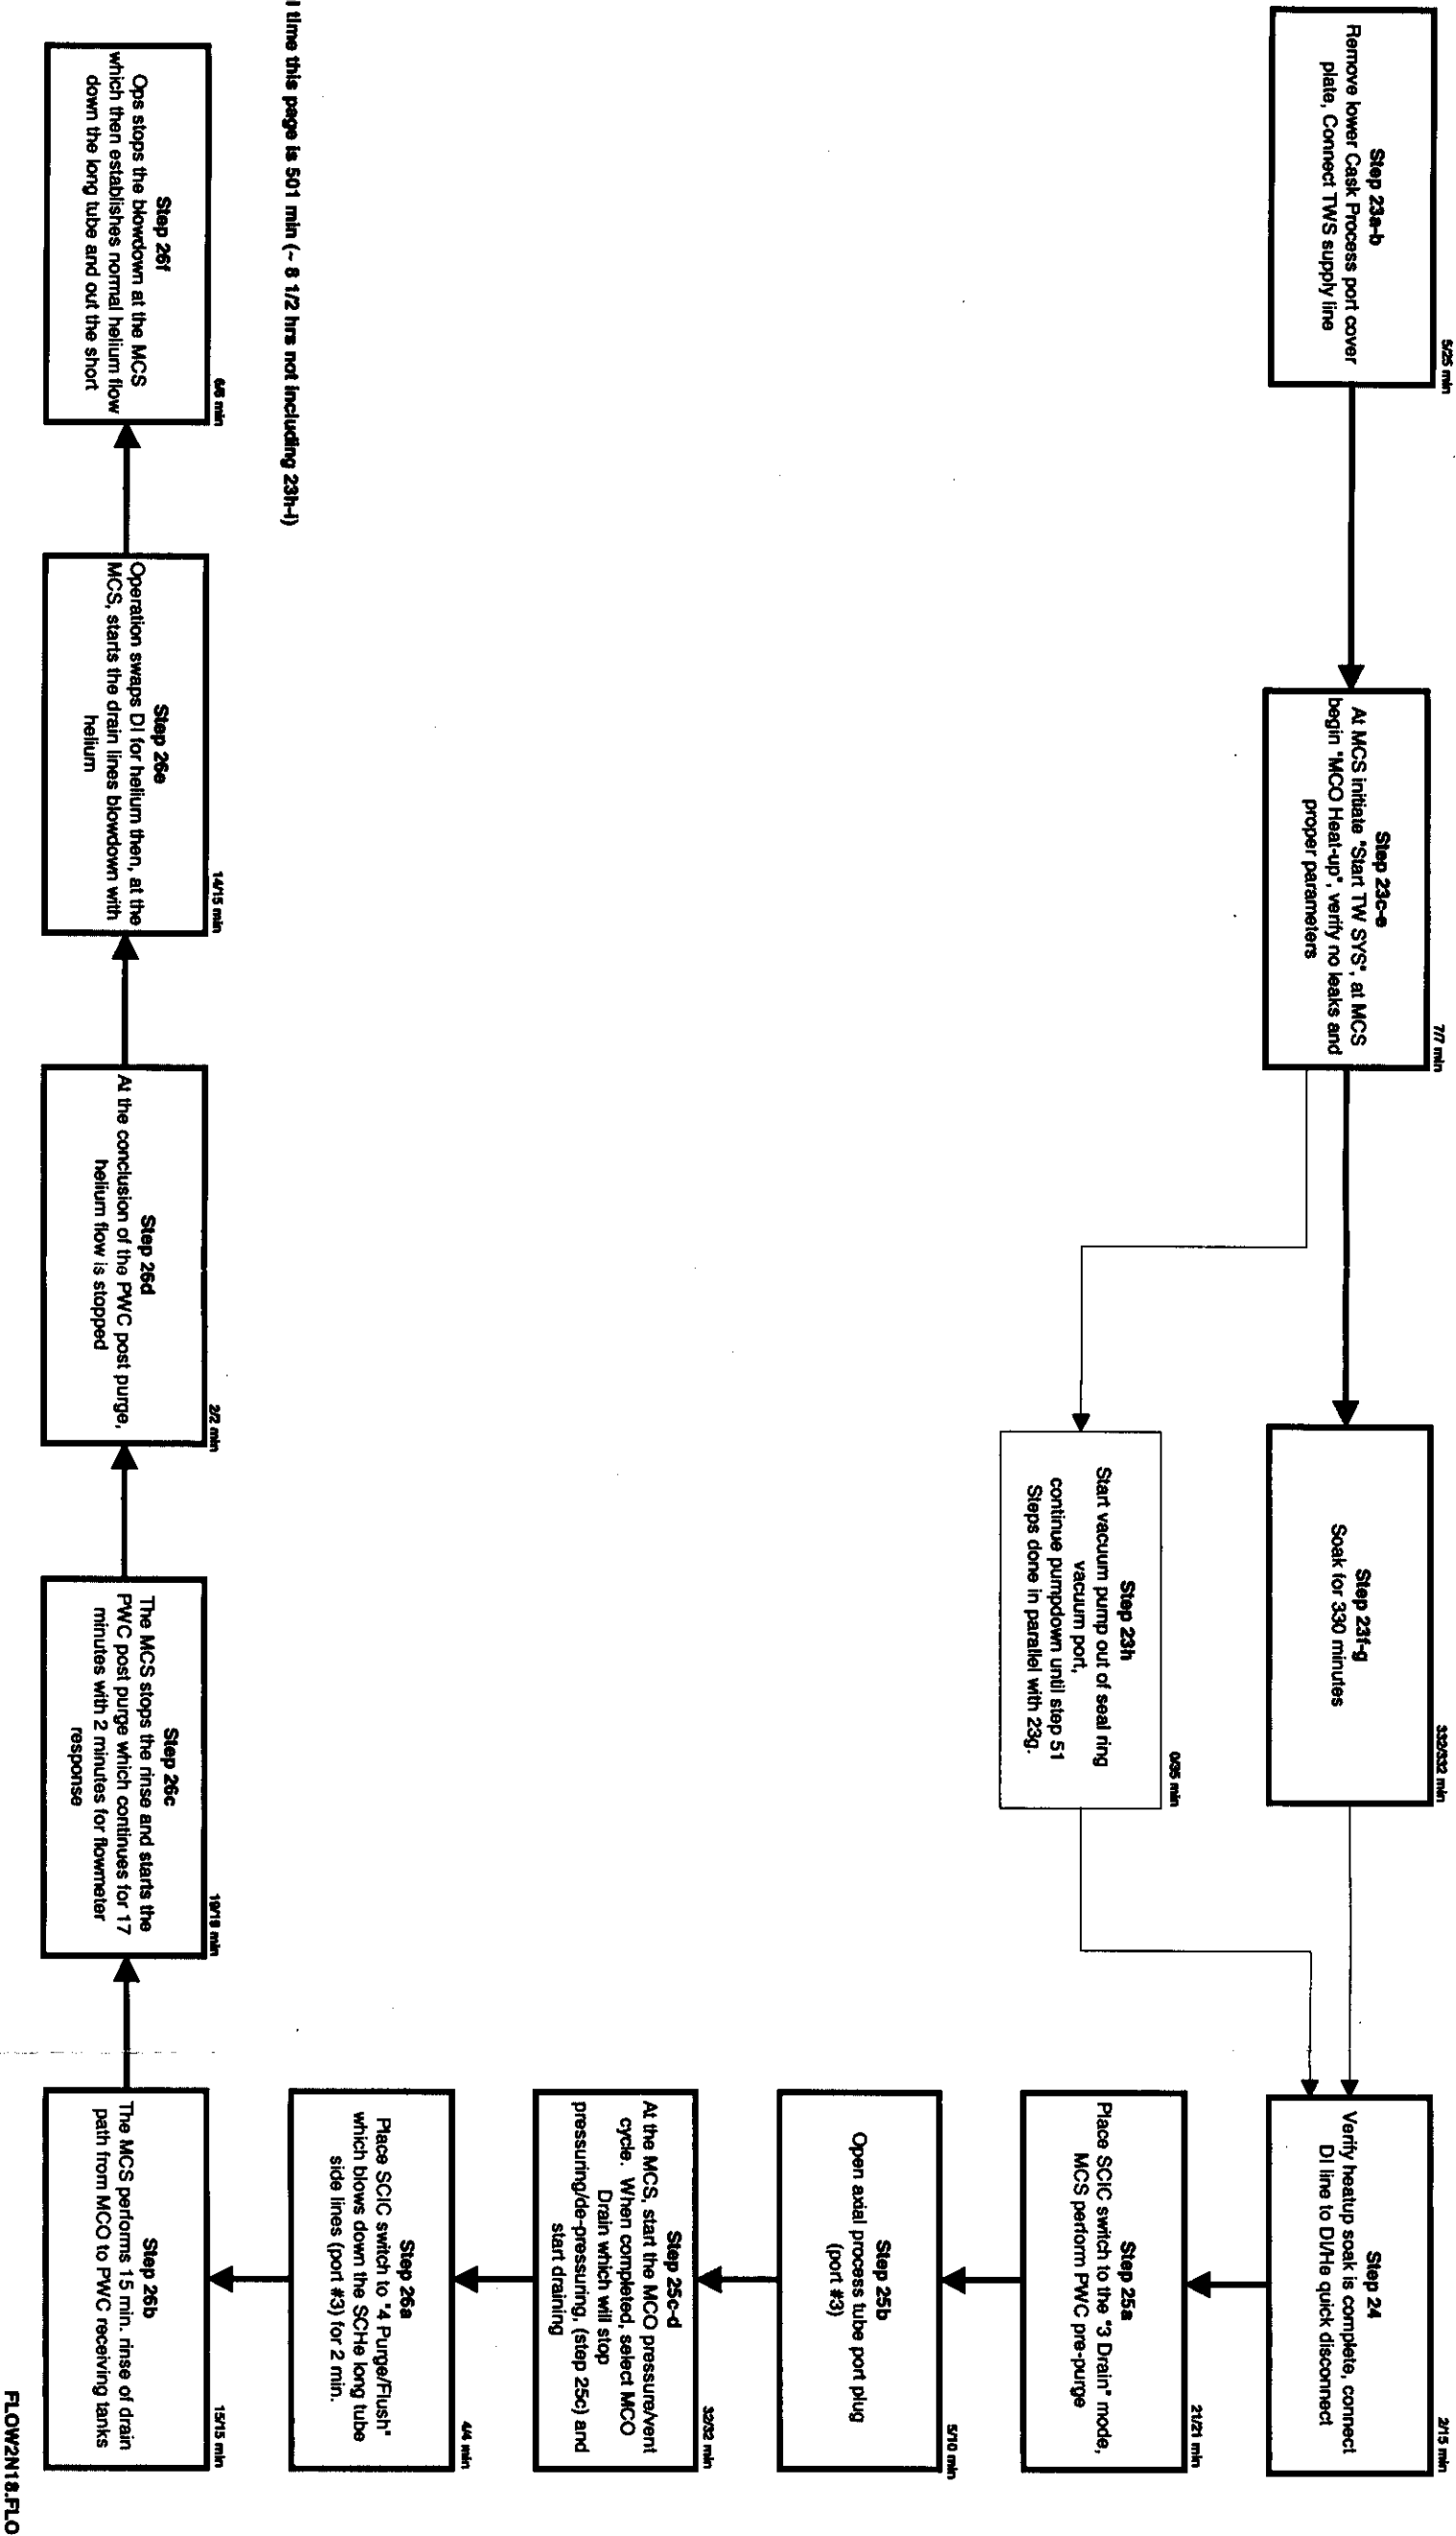 5/25 min
Step 23a-b
Remove lower Cask Process port cover
plate, Connect TWS supply line
7/7 min
Step 23c-e
At MCS initiate "Start TW SYS", at MCS
begin "MCO Heat-up", verify no leaks and
proper parameters
332/332 min
Step 23f-g
Soak for 330 minutes
0/35 min
Step 23h
Start vacuum pump out of seal ring
vacuum port,
continue pumpdown until step 51
Steps done in parallel with 23g.
2/15 min
Step 24
Verify heatup soak is complete, connect
DI line to DI/He quick disconnect
21/21 min
Step 25a
Place SCIC switch to the "3 Drain" mode,
MCS perform PWC pre-purge
5/10 min
Step 25b
Open axial process tube port plug
(port #3)
32/32 min
Step 25c-d
At the MCS, start the MCO pressure/vent
cycle. When completed, select MCO
Drain which will stop
pressuring/de-pressuring, (step 25c) and
start draining
4/4 min
Step 26a
Place SCIC switch to "4 Purge/Flush"
which blows down the SCHe long tube
side lines (port #3) for 2 min.
15/15 min
Step 26b
The MCS performs 15 min. rinse of drain
path from MCO to PWC receiving tanks
19/19 min
Step 26c
The MCS stops the rinse and starts the
PWC post purge which continues for 17
minutes with 2 minutes for flowmeter
response
2/2 min
Step 26d
At the conclusion of the PWC post purge,
helium flow is stopped
14/15 min
Step 26e
Operation swaps DI for helium then, at the
MCS, starts the drain lines blowdown with
helium
Step 26f
Ops stops the blowdown at the MCS
which then establishes normal helium flow
down the long tube and out the short
l time this page is 501 min (~ 8 1/2 hrs not including 23h-i)
FLOW2N18.FLO